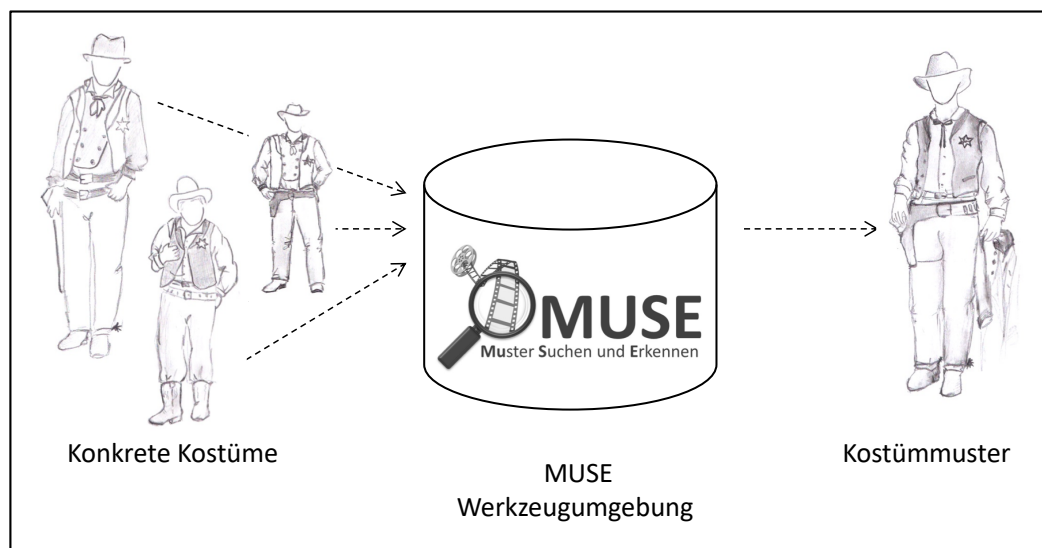 MUSE
Muster Suchen und Erkennen
Konkrete Kostüme
MUSE
Werkzeugumgebung
Kostümmuster